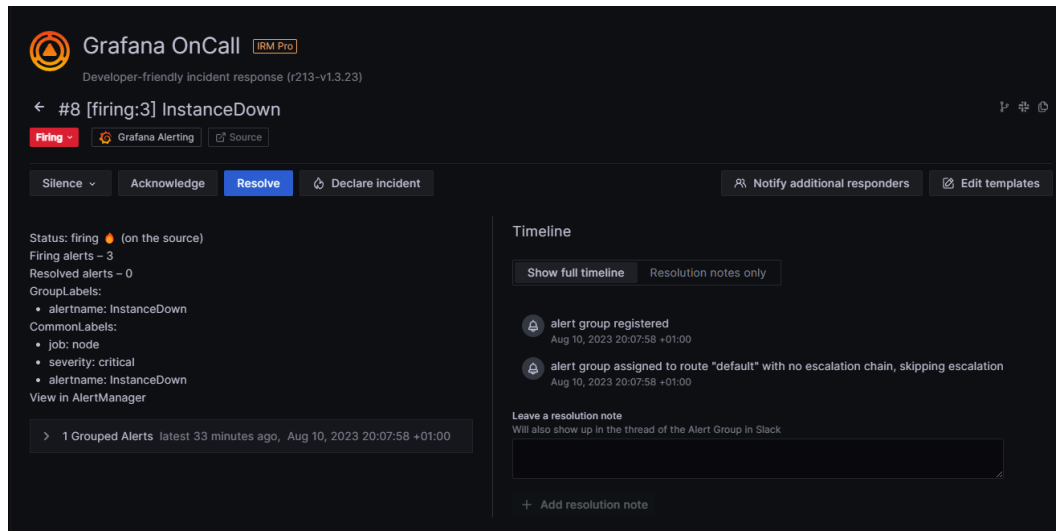 Grafana OnCall IRM Pro
Developer-friendly incident response (r213-v1.3.23)
#8 [firing:3] InstanceDown
Firing Grafana Alerting Source
Silence Acknowledge Resolve Declare incident Notify additional responders Edit templates
Status: firing 🔥 (on the source)
Firing alerts – 3
Resolved alerts – 0
GroupLabels:
• alertname: InstanceDown
CommonLabels:
• job: node
• severity: critical
• alertname: InstanceDown
View in AlertManager
1 Grouped Alerts latest 33 minutes ago, Aug 10, 2023 20:07:58 +01:00
Timeline
Show full timeline Resolution notes only
alert group registered
Aug 10, 2023 20:07:58 +01:00
alert group assigned to route "default" with no escalation chain, skipping escalation
Aug 10, 2023 20:07:58 +01:00
Leave a resolution note
Will also show up in the thread of the Alert Group in Slack
+ Add resolution note